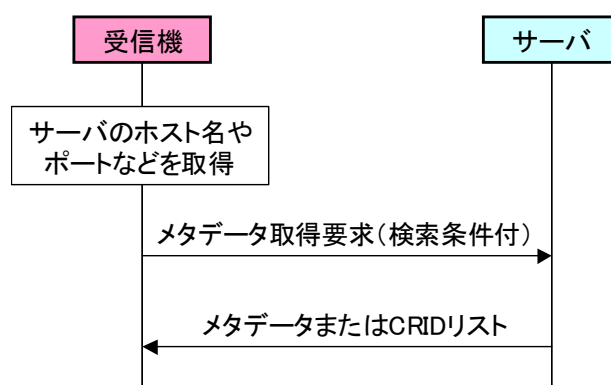 受信機
サーバ
サーバのホスト名や
ポートなどを取得
メタデータ取得要求(検索条件付)
メタデータまたはCRIDリスト